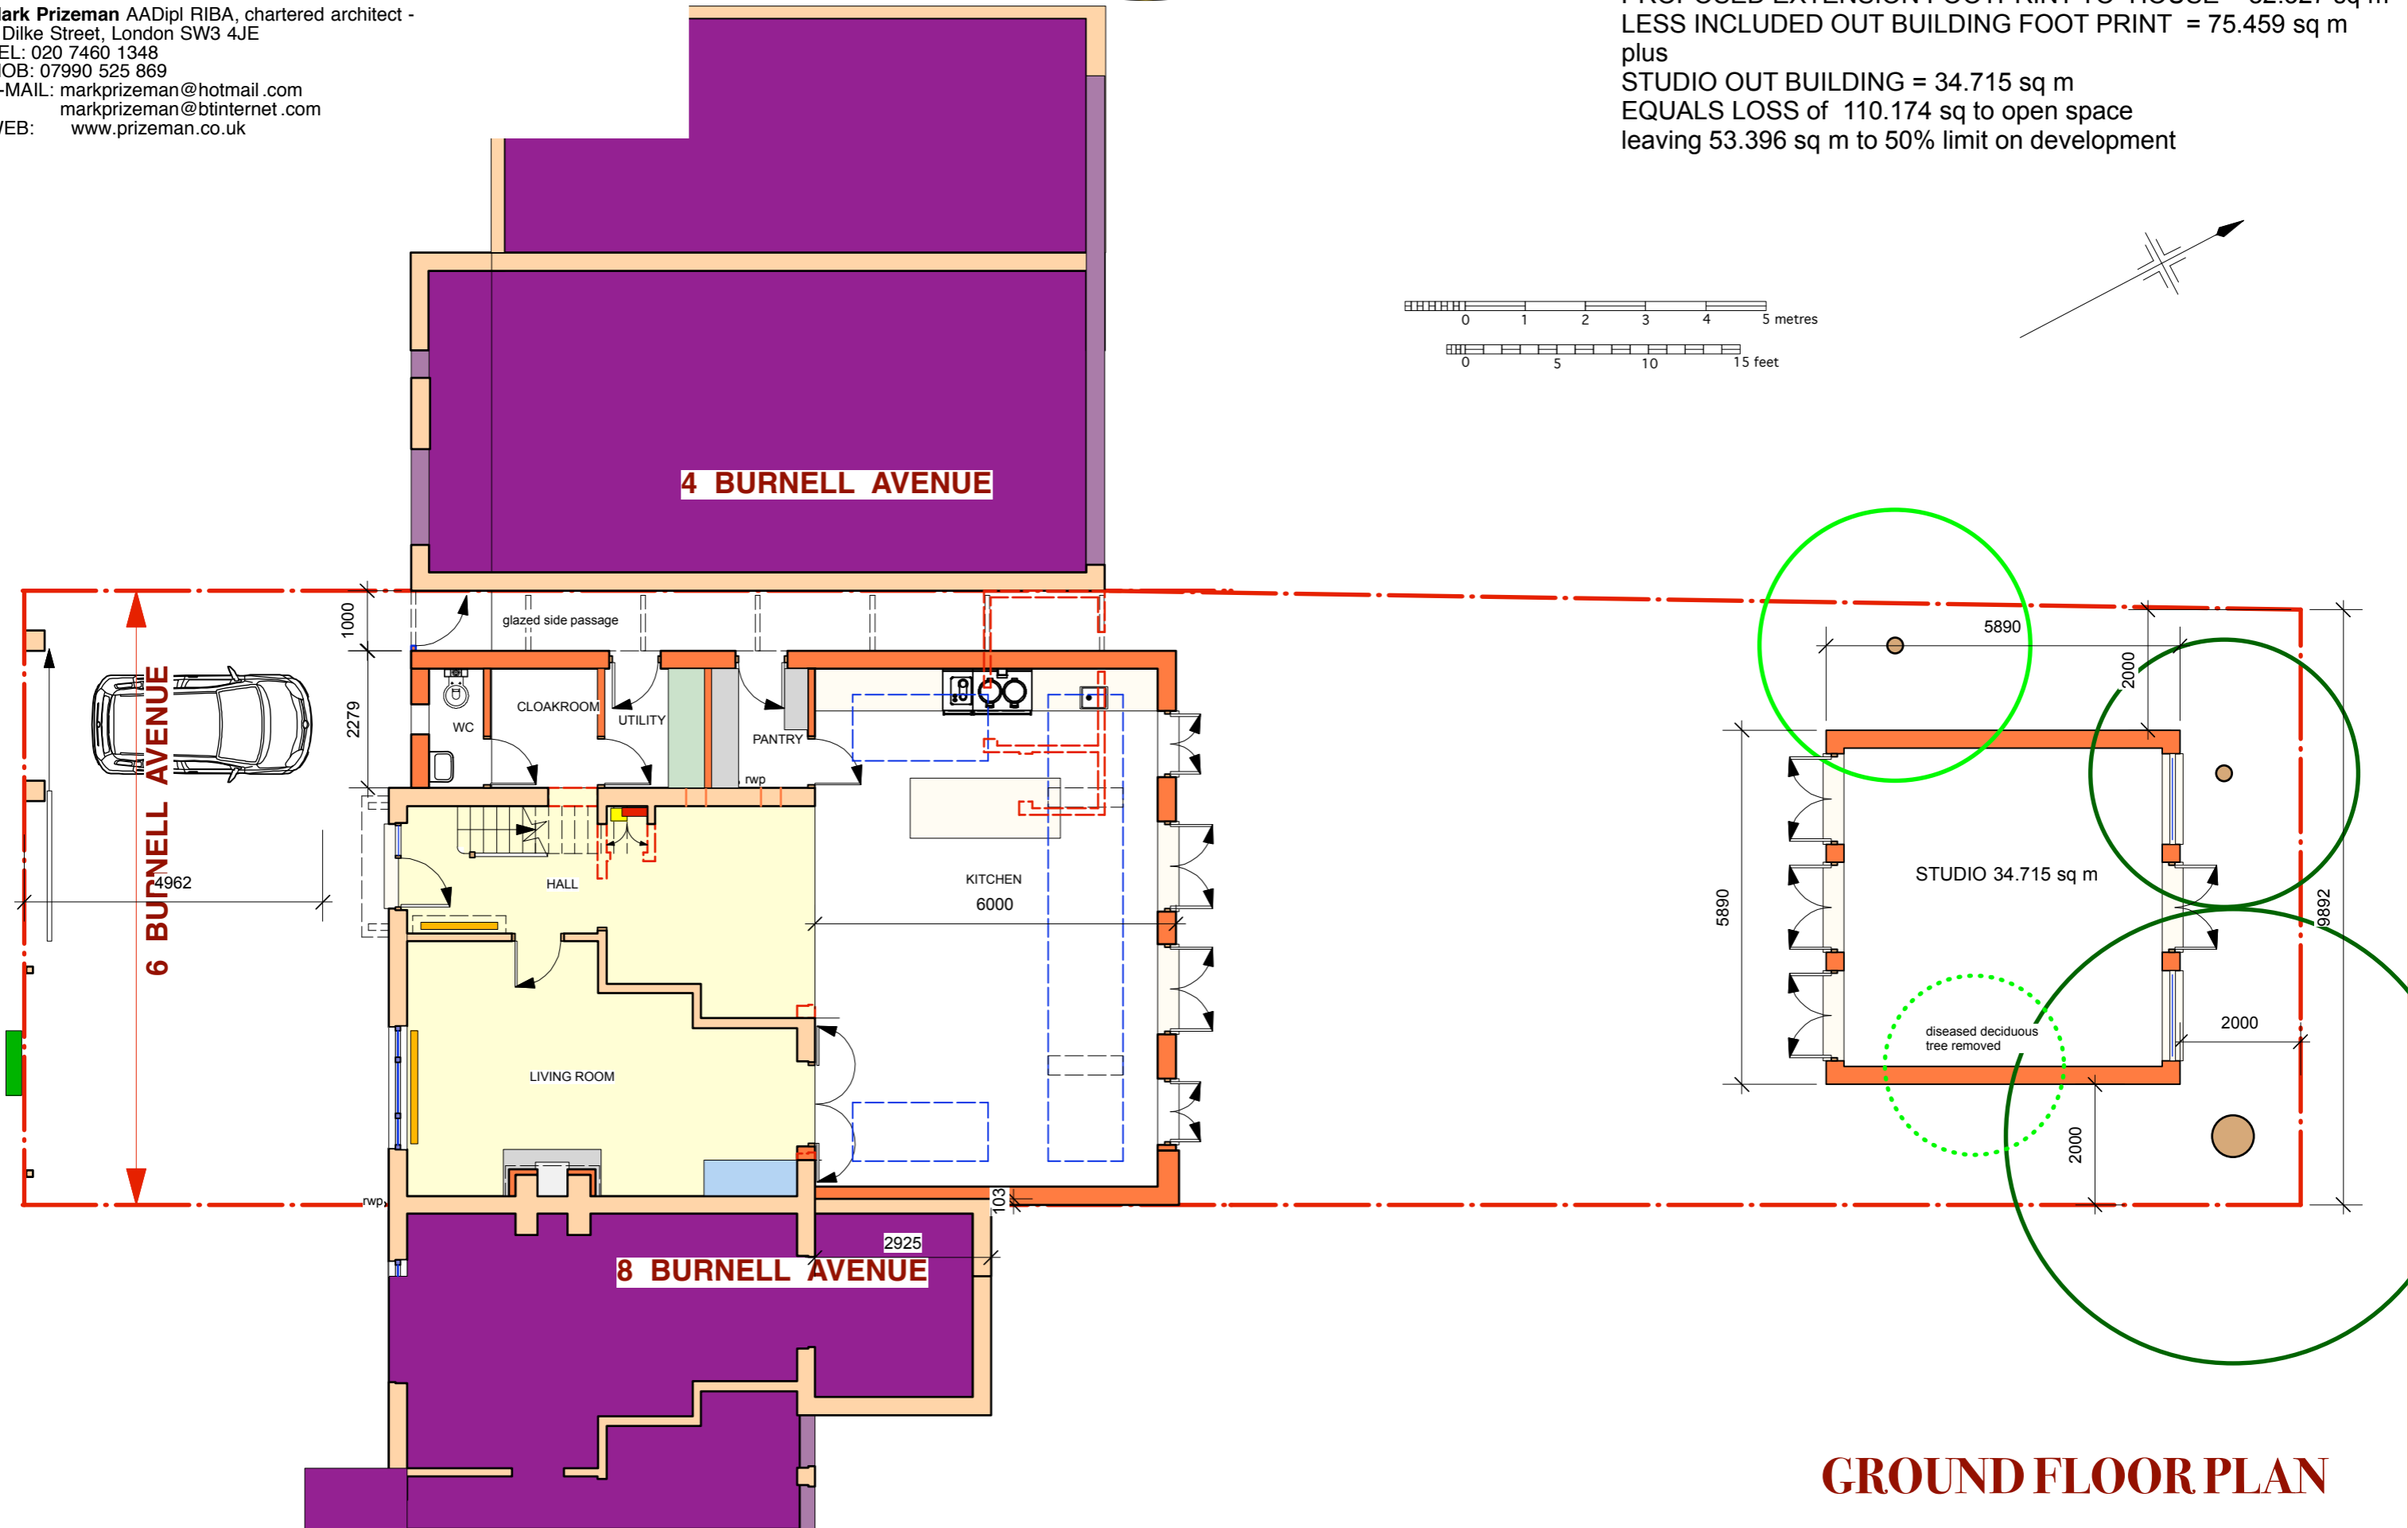 Mark Prizeman AADipl RIBA, chartered architect -
Dilke Street, London SW3 4JE
TEL: 020 7460 1348
MOB: 07990 525 869
E-MAIL: markprizeman@hotmail.com
markprizeman@btinternet.com
WEB: www.prizeman.co.uk
LESS INCLUDED OUT BUILDING FOOT PRINT = 75.459 sq m
plus
STUDIO OUT BUILDING = 34.715 sq m
EQUALS LOSS of 110.174 sq to open space
leaving 53.396 sq m to 50% limit on development
0 1 2 3 4 5 metres
0 5 10 15 feet
4 BURNELL AVENUE
6 BURNELL AVENUE
1000
glazed side passage
2279
WC
CLOAKROOM
UTILITY
PANTRY
rwp
4962
HALL
KITCHEN
6000
LIVING ROOM
rwp
103
2925
8 BURNELL AVENUE
5890
2000
STUDIO 34.715 sq m
5890
9892
diseased deciduous
tree removed
2000
2000
GROUND FLOOR PLAN